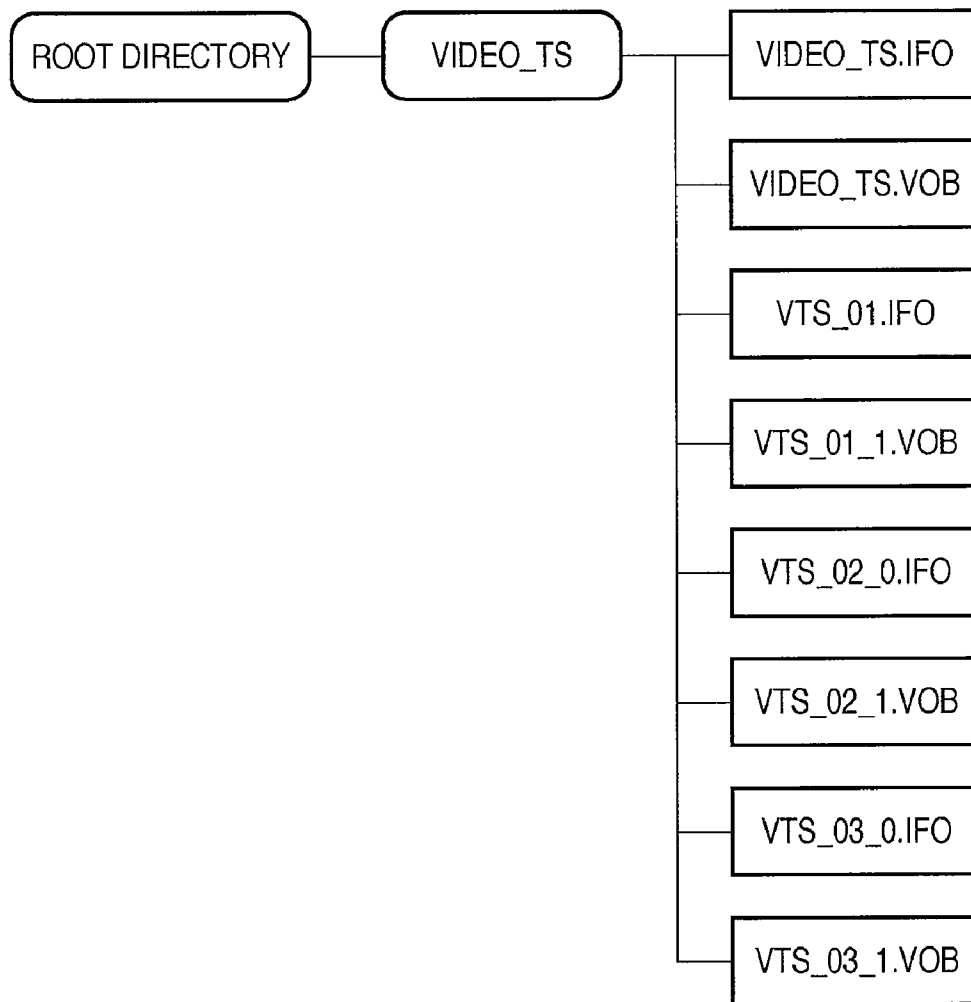 ROOT DIRECTORY
VIDEO_TS
VIDEO_TS.IFO
VIDEO_TS.VOB
VTS_01.IFO
VTS_01_1.VOB
VTS_02_0.IFO
VTS_02_1.VOB
VTS_03_0.IFO
VTS_03_1.VOB